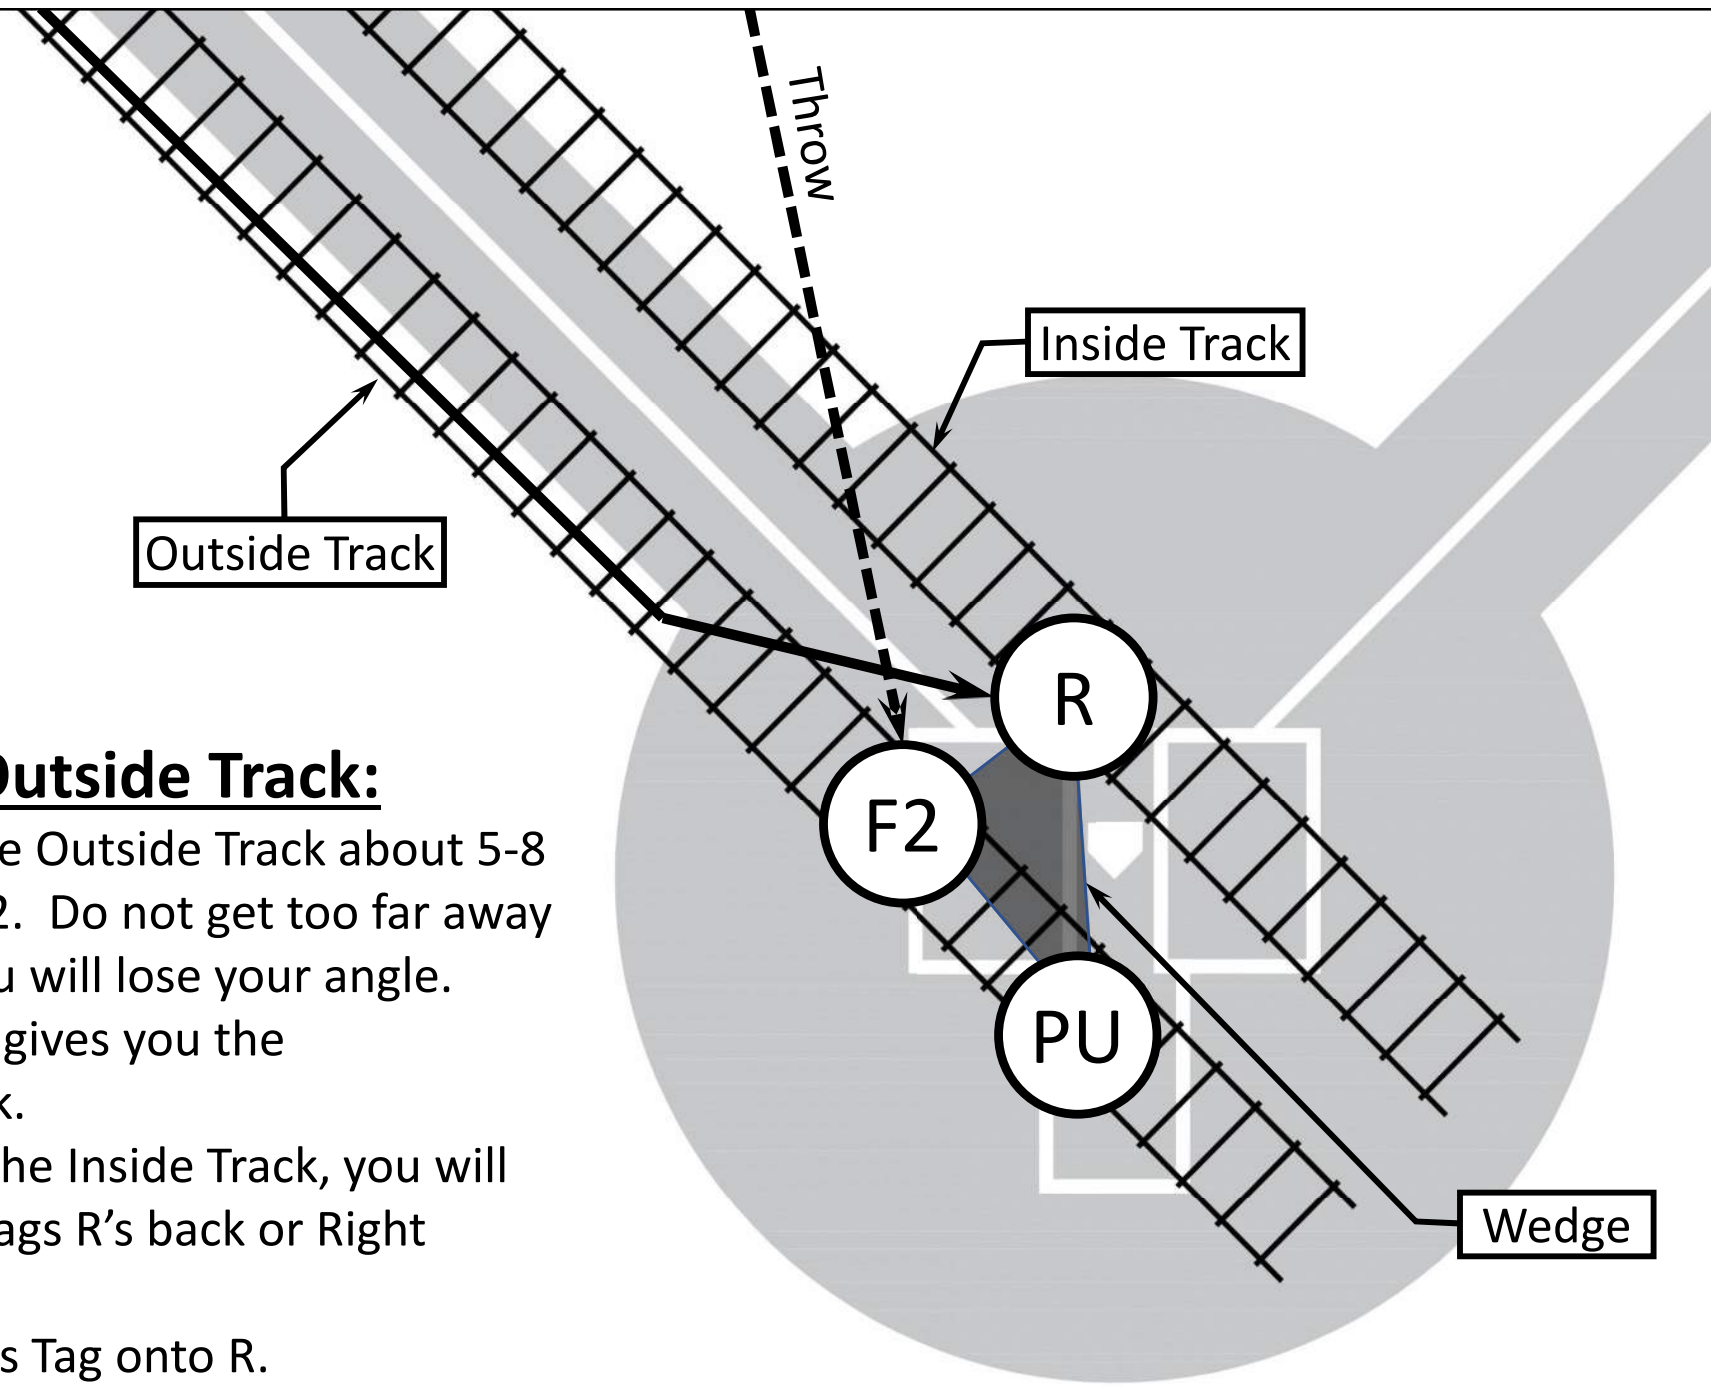 Throw
Inside Track
Outside Track
R
F2
PU
Wedge
Outside Track:
e Outside Track about 5-8
2. Do not get too far away
u will lose your angle.
gives you the
k.
he Inside Track, you will
ags R’s back or Right
s Tag onto R.